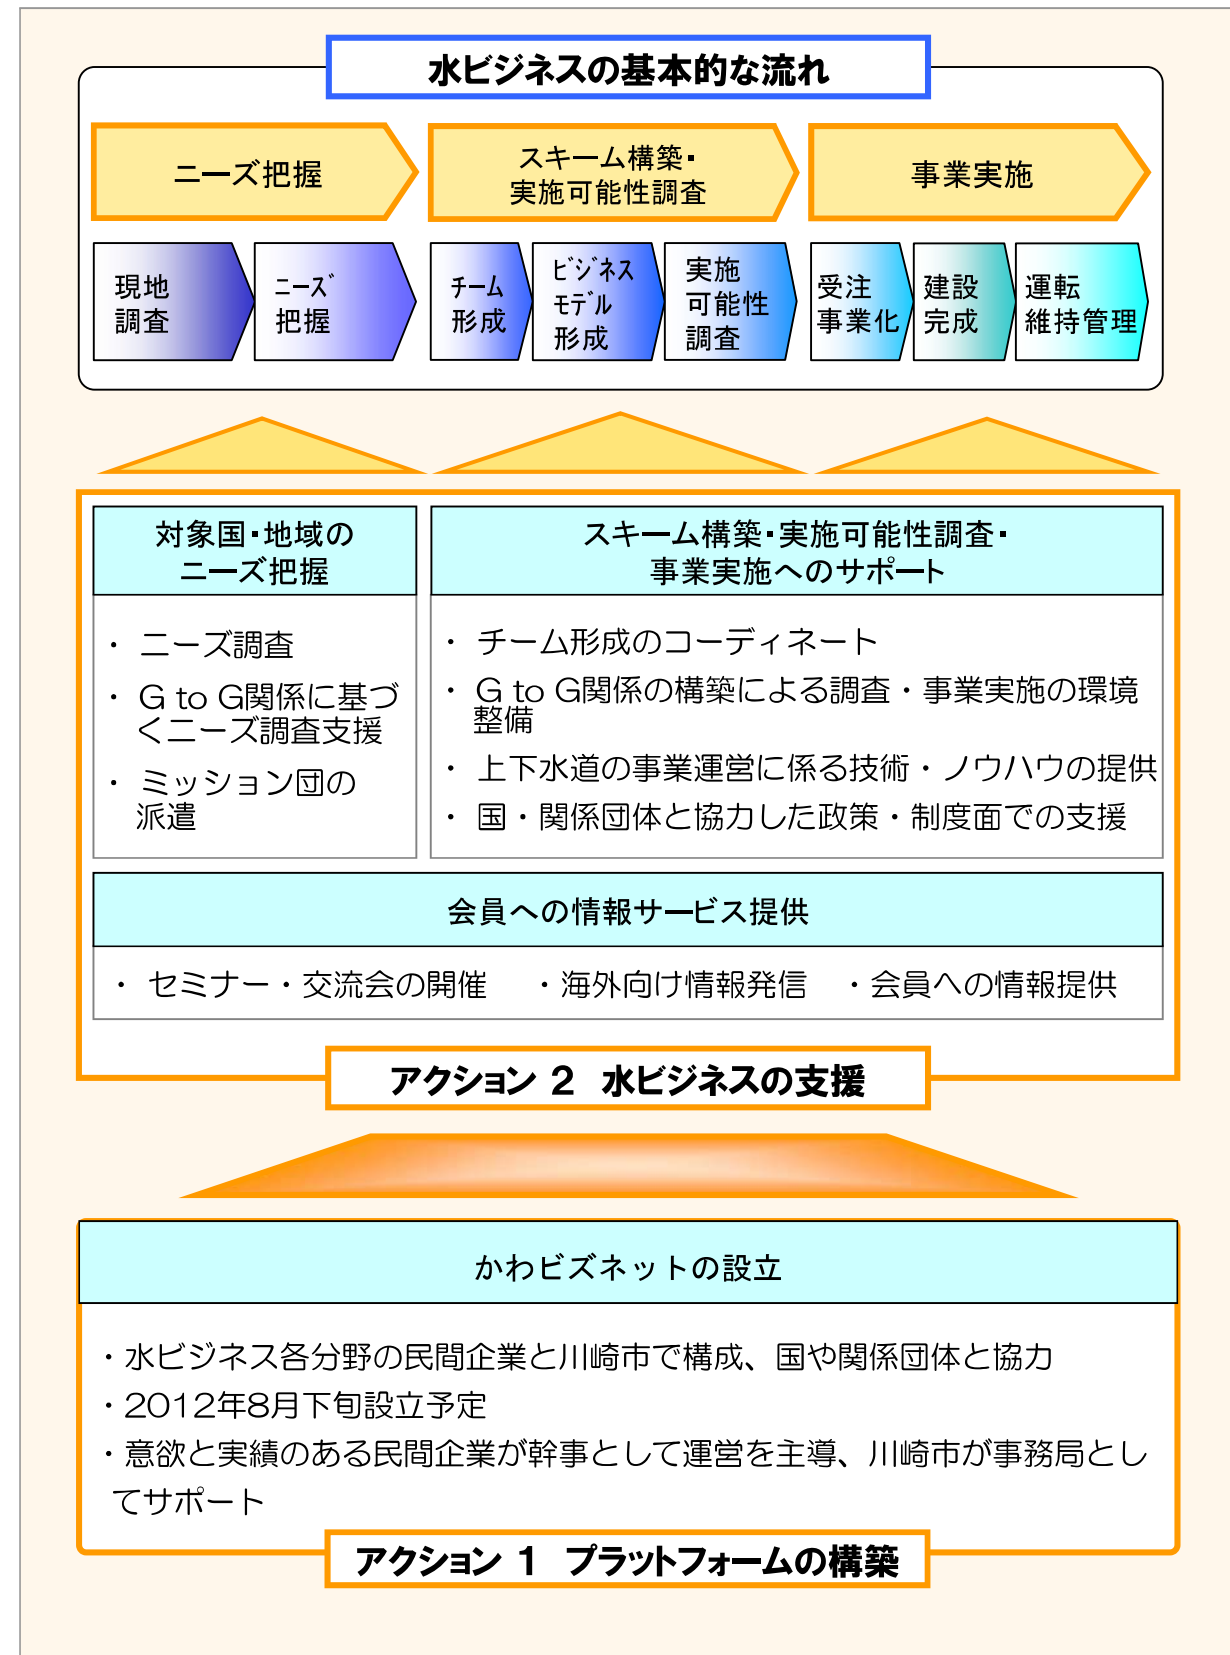 水ビジネスの基本的な流れ
ニーズ把握
スキーム構築・
実施可能性調査
事業実施
現地
調査
ニーズ
把握
チーム
形成
ビジネス
モデル
形成
実施
可能性
調査
受注
事業化
建設
完成
運転
維持管理
対象国・地域の
ニーズ把握
・ ニーズ調査
・ G to G関係に基づ
くニーズ調査支援
・ ミッション団の
派遣
スキーム構築・実施可能性調査・
事業実施へのサポート
・ チーム形成のコーディネート
・ G to G関係の構築による調査・事業実施の環境
整備
・ 上下水道の事業運営に係る技術・ノウハウの提供
・ 国・関係団体と協力した政策・制度面での支援
会員への情報サービス提供
・ セミナー・交流会の開催 ・海外向け情報発信 ・会員への情報提供
アクション 2 水ビジネスの支援
かわビズネットの設立
・水ビジネス各分野の民間企業と川崎市で構成、国や関係団体と協力
・2012年8月下旬設立予定
・意欲と実績のある民間企業が幹事として運営を主導、川崎市が事務局とし
てサポート
アクション 1 プラットフォームの構築